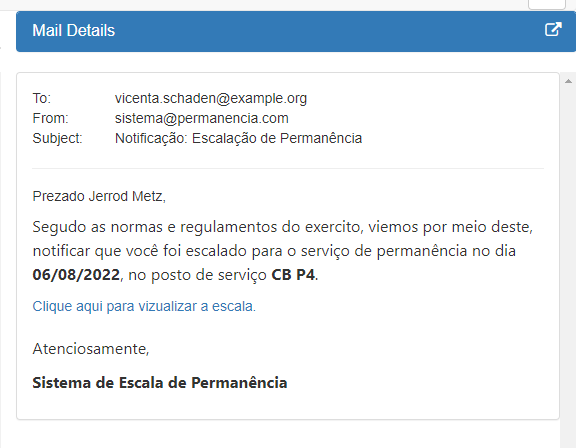 Mail Details
To: vicenta.schaden@example.org
From: sistema@permanencia.com
Subject: Notificação: Escalação de Permanência
Prezado Jerrod Metz,
Segudo as normas e regulamentos do exercito, viemos por meio deste,
notificar que você foi escalado para o serviço de permanência no dia
06/08/2022, no posto de serviço CB P4.
Clique aqui para vizualizar a escala.
Atenciosamente,
Sistema de Escala de Permanência